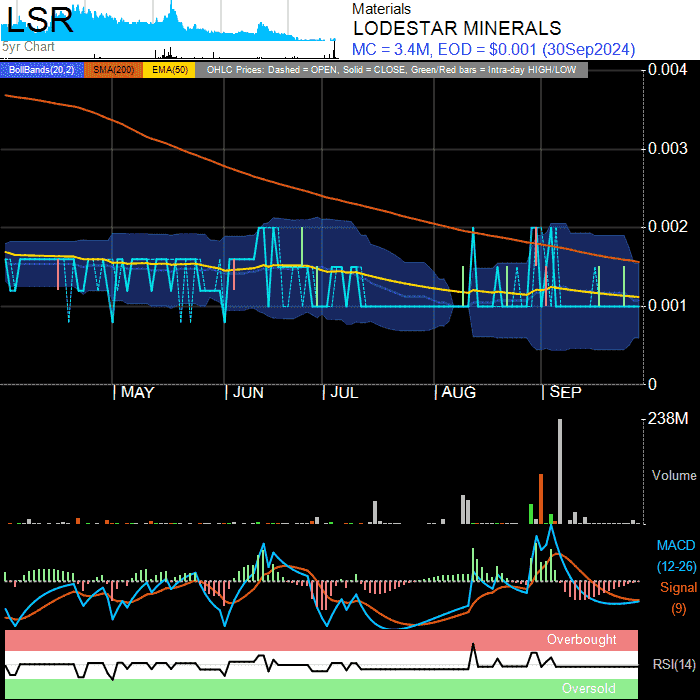 LSR
5yr Chart
Materials
LODESTAR MINERALS
MC = 3.4M, EOD = $0.001 (30Sep2024)
BollBands(20,2) SMA(200) EMA(50) OHLC Prices: Dashed = OPEN, Solid = CLOSE, Green/Red bars = Intra-day HIGH/LOW
0.004
0.003
0.002
0.001
0
MAY JUN JUL AUG SEP
238M
Volume
MACD
(12-26)
Signal
(9)
Overbought
RSI(14)
Oversold